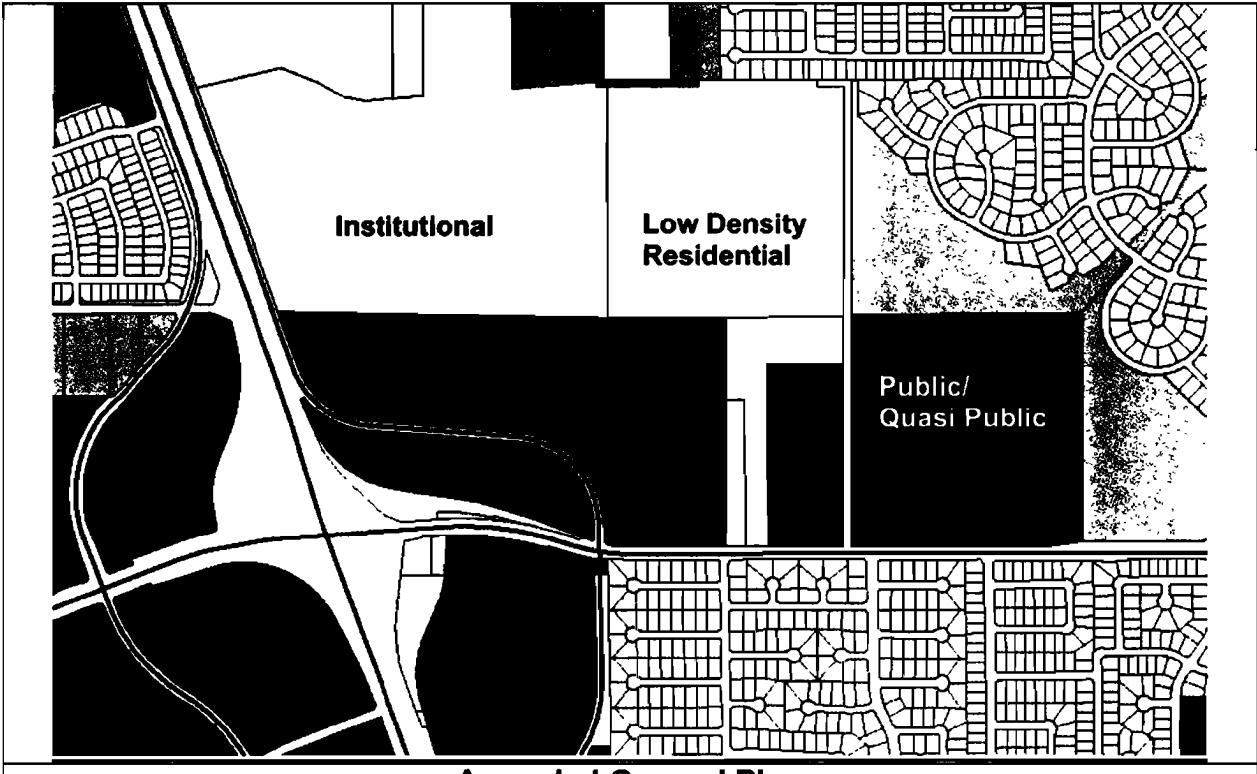 Institutional
Low Density
Residential
Public/
Quasi Public